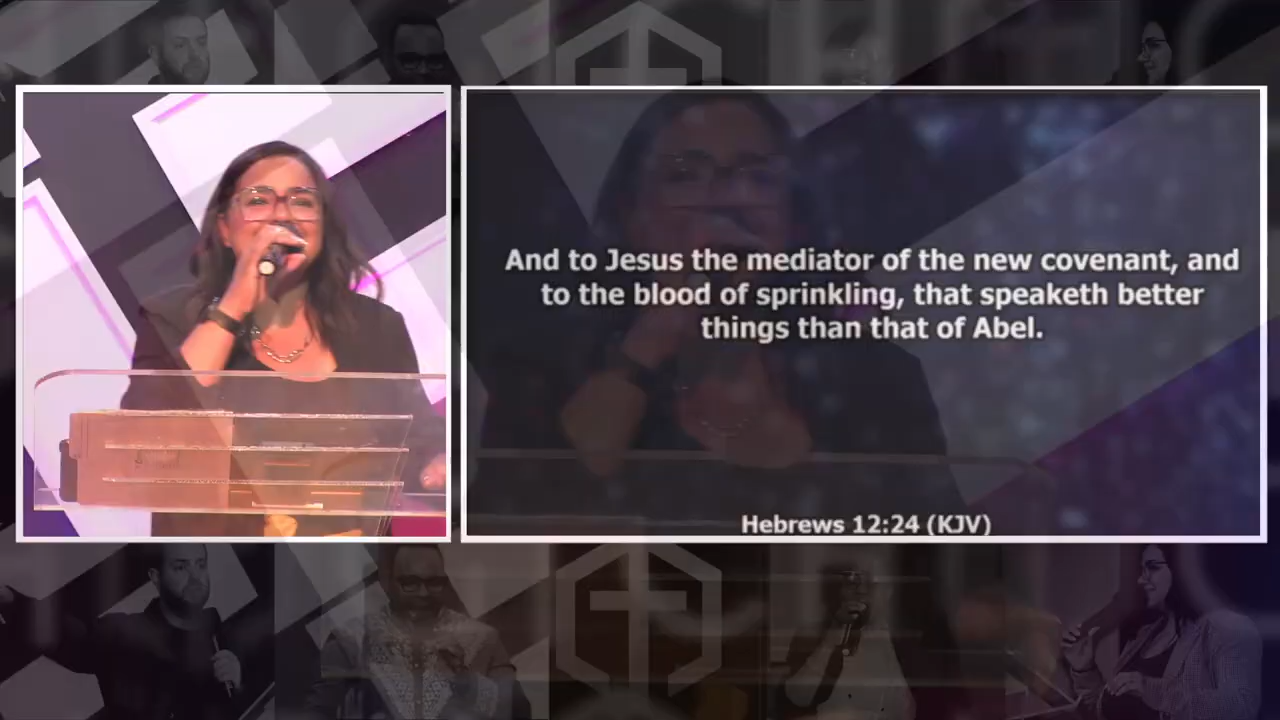 And to Jesus the mediator of the new covenant, and
to the blood of sprinkling, that speaketh better
things than that of Abel.
Hebrews 12:24 (KJV)